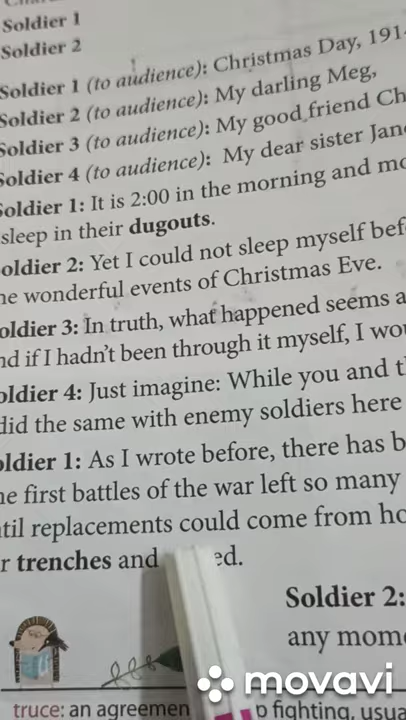 Soldier 1
Soldier 2
Soldier 1 (to audience): Christmas Day, 191
Soldier 2 (to audience): My darling Meg,
Soldier 3 (to audience): My good friend Ch
Soldier 4 (to audience): My dear sister Jan
Soldier 1: It is 2:00 in the morning and mo
sleep in their dugouts.
oldier 2: Yet I could not sleep myself bef
he wonderful events of Christmas Eve.
oldier 3: In truth, what happened seems a
nd if I hadn't been through it myself, I wou
oldier 4: Just imagine: While you and t
did the same with enemy soldiers here
oldier 1: As I wrote before, there has b
he first battles of the war left so many
til replacements could come from ho
r trenches and ed.
Soldier 2:
any mom
movavi
truce: an agreemen p fighting, usua